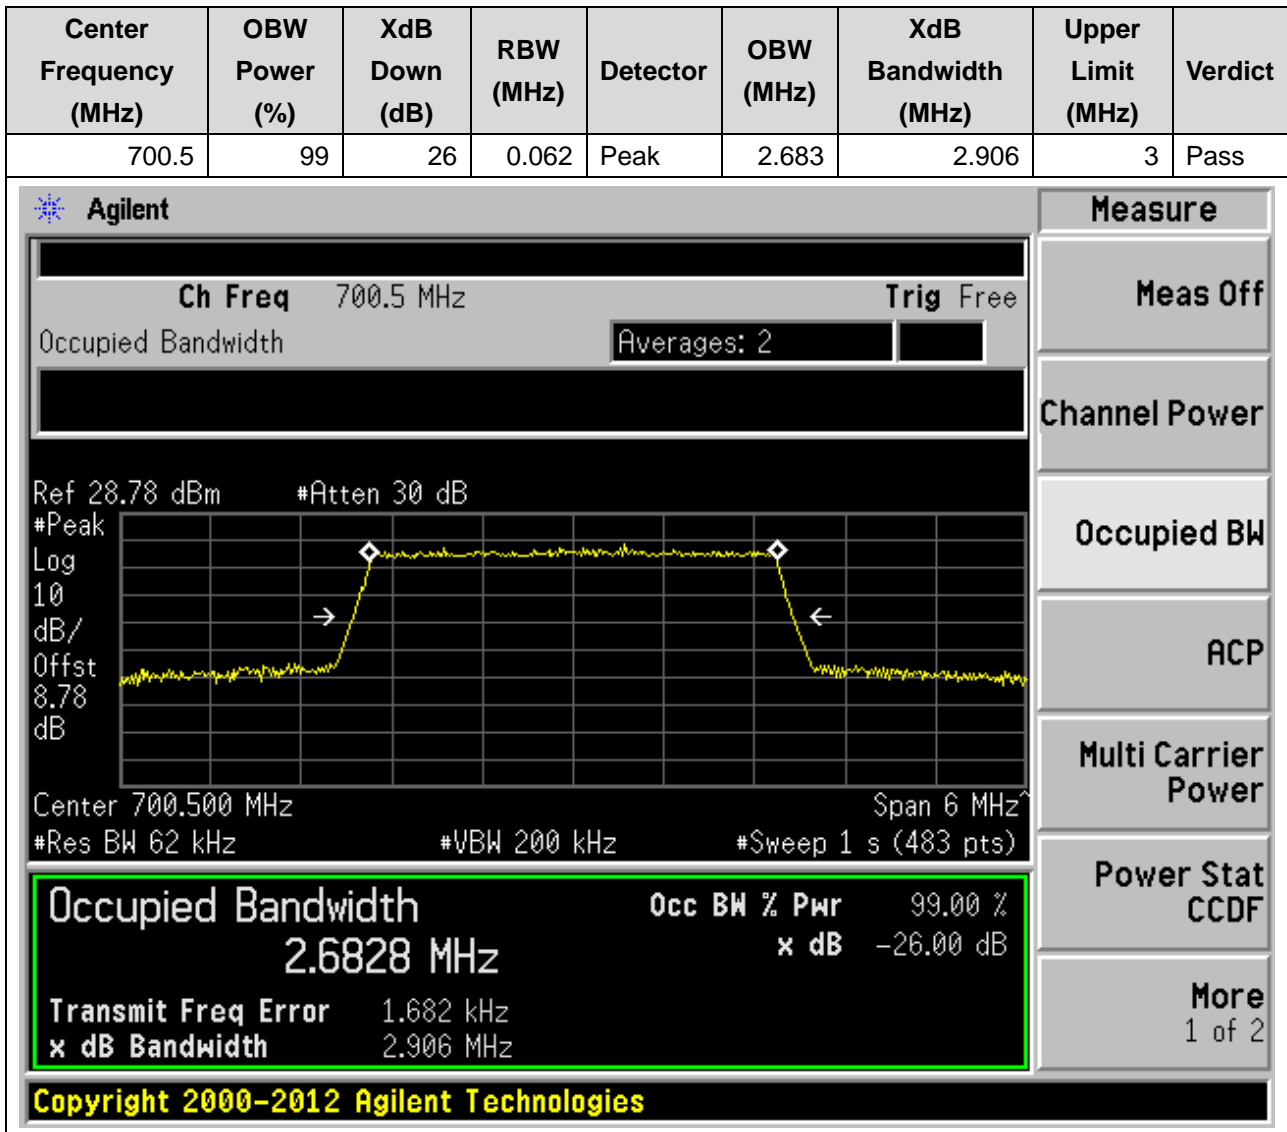 Center Frequency (MHz) OBW Power (%) XdB Down (dB) RBW (MHz) Detector OBW (MHz) XdB Bandwidth (MHz) Upper Limit (MHz) Verdict
700.5 99 26 0.062 Peak 2.683 2.906 3 Pass
Agilent
Measure
Ch Freq 700.5 MHz Trig Free
Meas Off
Occupied Bandwidth Averages: 2
Channel Power
Ref 28.78 dBm #Atten 30 dB
#Peak
Log
10
dB/
Offst
8.78
dB
Occupied BW
ACP
Multi Carrier
Power
Center 700.500 MHz Span 6 MHz^
#Res BW 62 kHz #VBW 200 kHz #Sweep 1 s (483 pts)
Power Stat
CCDF
Occupied Bandwidth Occ BW % Pwr 99.00 %
2.6828 MHz x dB -26.00 dB
Transmit Freq Error 1.682 kHz
x dB Bandwidth 2.906 MHz
More
1 of 2
Copyright 2000-2012 Agilent Technologies